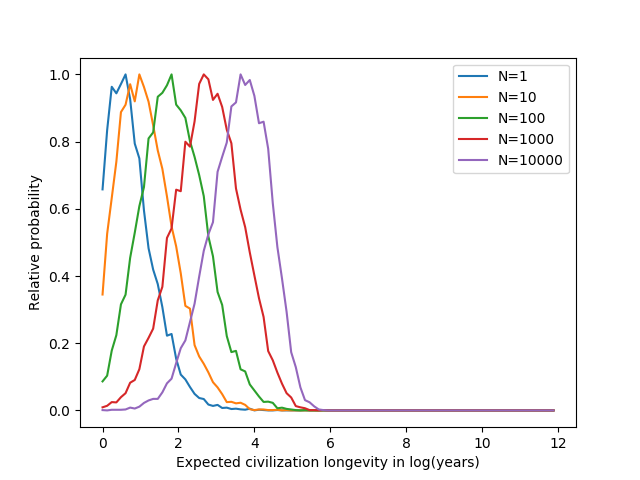 N=1
N=10
N=100
N=1000
N=10000
1.0
0.8
0.6
0.4
0.2
0.0
Relative probability
0 2 4 6 8 10 12
Expected civilization longevity in log(years)